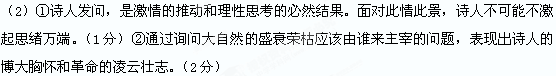 （2）①诗人发问，是激情的推动和理性思考的必然结果。面对此情此景，诗人不可能不激
起思绪万端。（1分）②通过询问大自然的盛衰荣枯应该由谁来主宰的问题，表现出诗人的
博大胸怀和革命的凌云壮志。（2分）